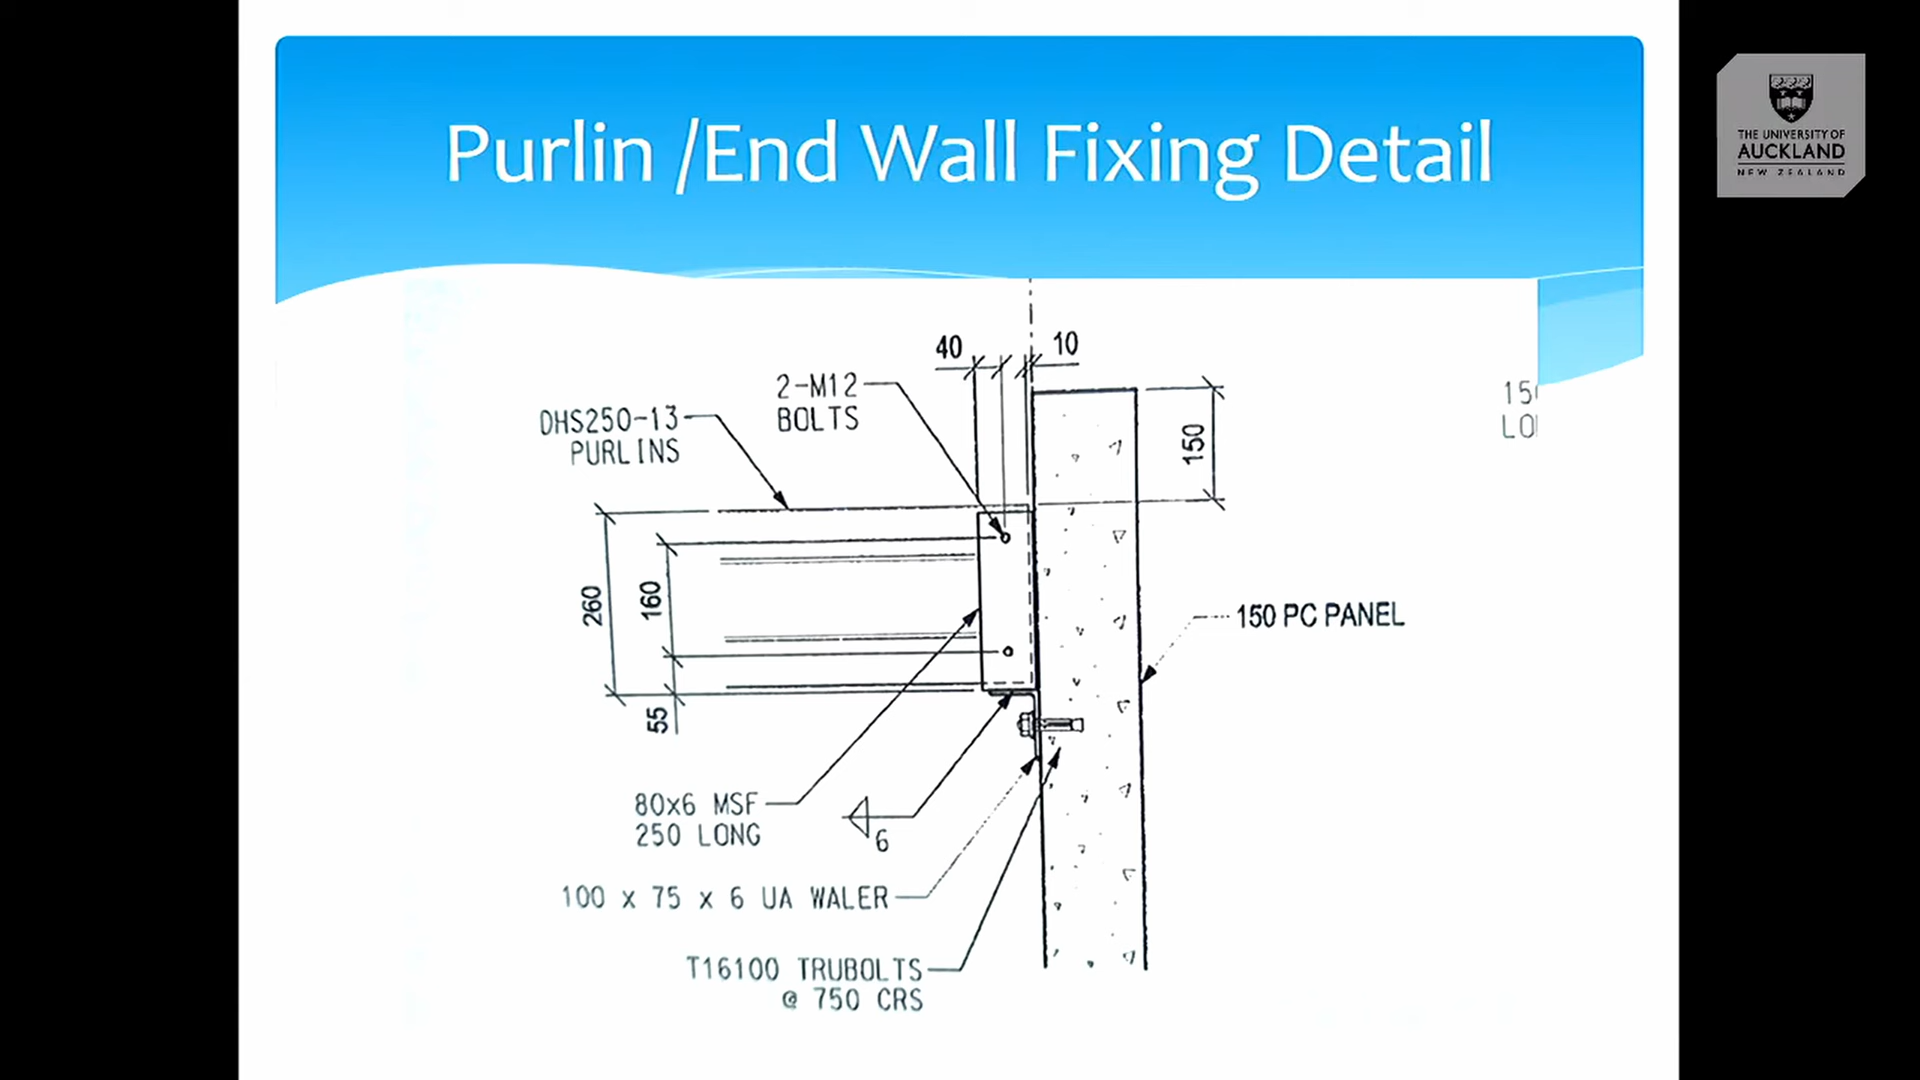 Purlin /End Wall Fixing Detail
THE UNIVERSITY OF
AUCKLAND
NEW ZEALAND
40
10
2-M12
BOLTS
DHS250-13
PURLINS
150
260
160
55
150 PC PANEL
80x6 MSF
250 LONG
6
100 x 75 x 6 UA WALER
T16100 TRUBOLTS
@ 750 CRS